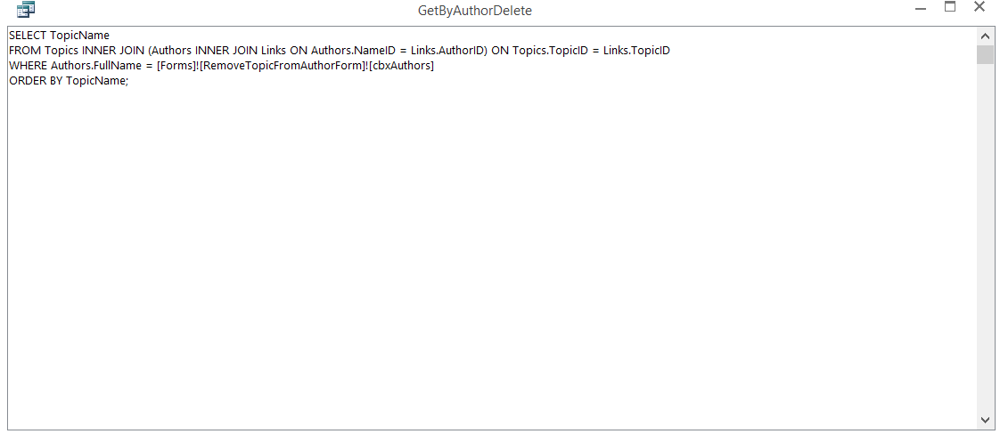 GetByAuthorDelete
SELECT TopicName
FROM Topics INNER JOIN (Authors INNER JOIN Links ON Authors.NameID = Links.AuthorID) ON Topics.TopicID = Links.TopicID
WHERE Authors.FullName = [Forms]![RemoveTopicFromAuthorForm]![cbxAuthors]
ORDER BY TopicName;